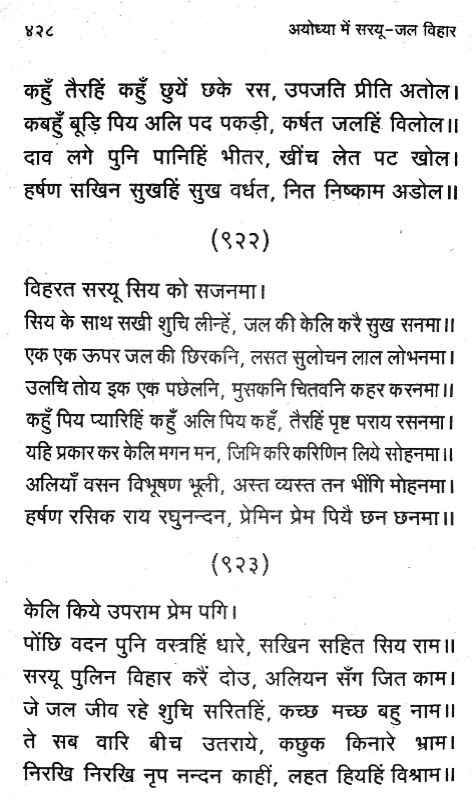 ४२८ अयोध्या में सरयू-जल विहार
कहुँ तैरहिं कहुँ छुयें छके रस, उपजति प्रीति अतोल।
कबहुँ बूड़ि पिय अलि पद पकड़ी, कर्षत जलहिं विलोल॥
दाव लगे पुनि पानिहिं भीतर, खींच लेत पट खोल।
हर्षण सखिन सुखहिं सुख वर्धत, नित निष्काम अडोल॥
(९२२)
विहरत सरयू सिय को सजनमा।
सिय के साथ सखी शुचि लीन्हें, जल की केलि करै सुख सनमा॥
एक एक ऊपर जल की छिरकनि, लसत सुलोचन लाल लोभनमा।
उलचि तोय इक एक पछेलनि, मुसकनि चितवनि कहर करनमा॥
कहुँ पिय प्यारिहिं कहुँ अलि पिय कहँ, तैरहिं पृष्ट पराय रसनमा।
यहि प्रकार कर केलि मगन मन, जिमि करि करिणिन लिये सोहनमा॥
अलियाँ वसन विभूषण भूली, अस्त व्यस्त तन भींगि मोहनमा।
हर्षण रसिक राय रघुनन्दन, प्रेमिन प्रेम पियै छन छनमा॥
(९२३)
केलि किये उपराम प्रेम पगि।
पोंछि वदन पुनि वस्त्रहिं धारे, सखिन सहित सिय राम॥
सरयू पुलिन विहार करैं दोउ, अलियन सँग जित काम।
जे जल जीव रहे शुचि सरितहिं, कच्छ मच्छ बहु नाम॥
ते सब वारि बीच उतराये, कछुक किनारे भ्राम।
निरखि निरखि नृप नन्दन काहीं, लहत हियहिं विश्राम॥